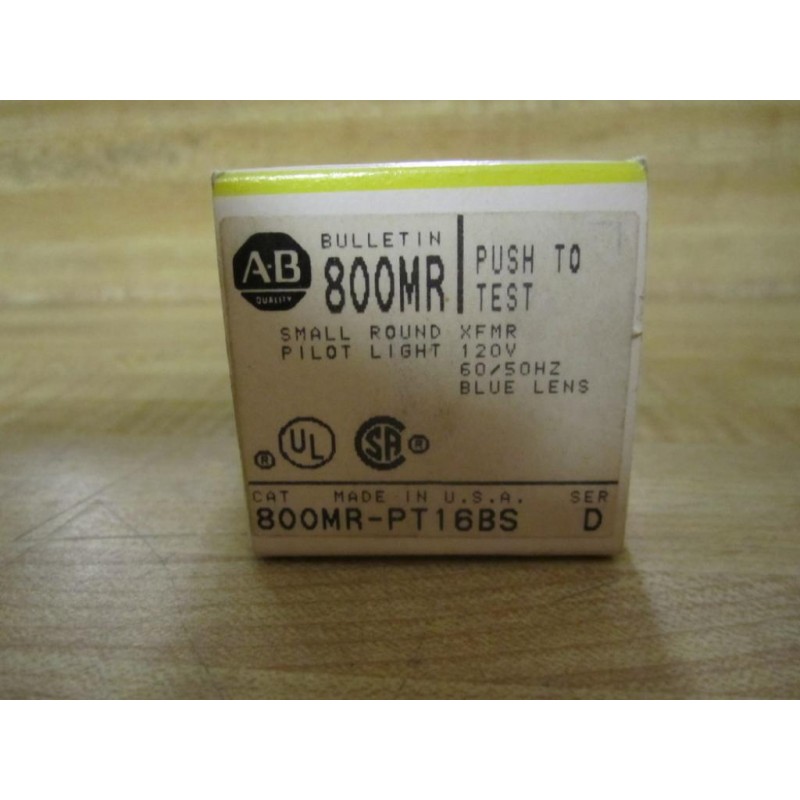 A-B
QUALITY
BULLETIN
800MR
PUSH TO
TEST
SMALL ROUND XFMR
PILOT LIGHT 120V
60/50HZ
BLUE LENS
® UL SA ®
CAT MADE IN U.S.A. SER
800MR-PT16BS D